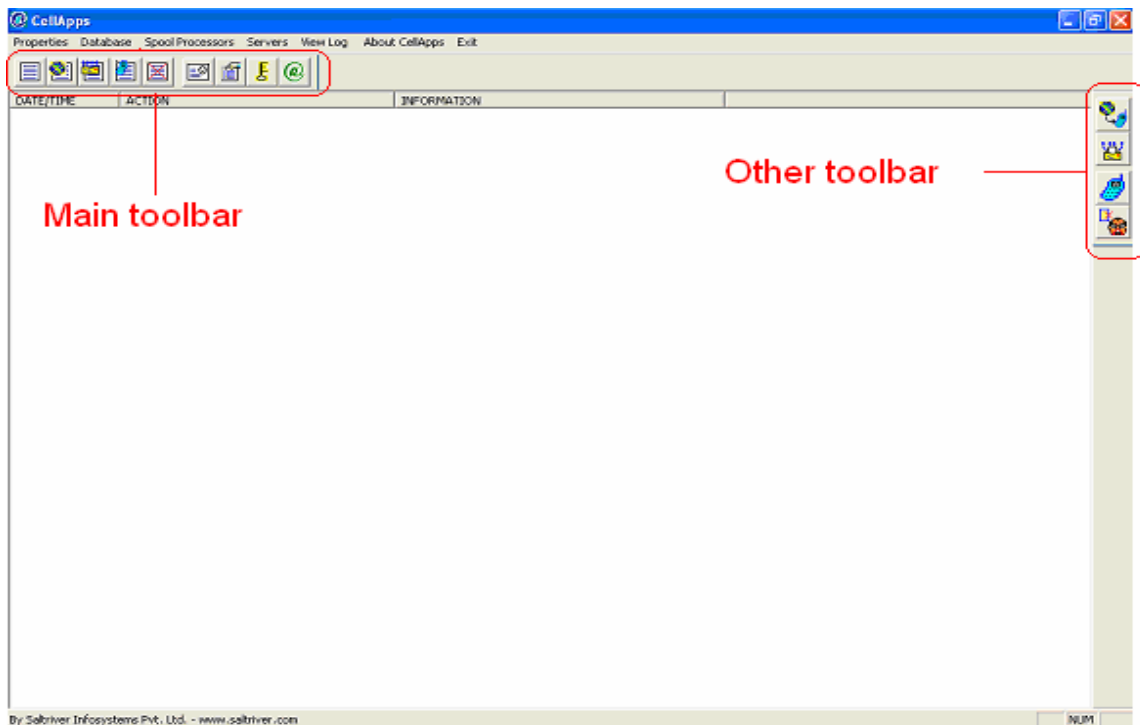 CellApps
Properties Database Spool Processors Servers View Log About CellApps Exit
DATE/TIME ACTION INFORMATION
Other toolbar
Main toolbar
By Saltriver Infosystems Pvt. Ltd. - www.saltriver.com NUM